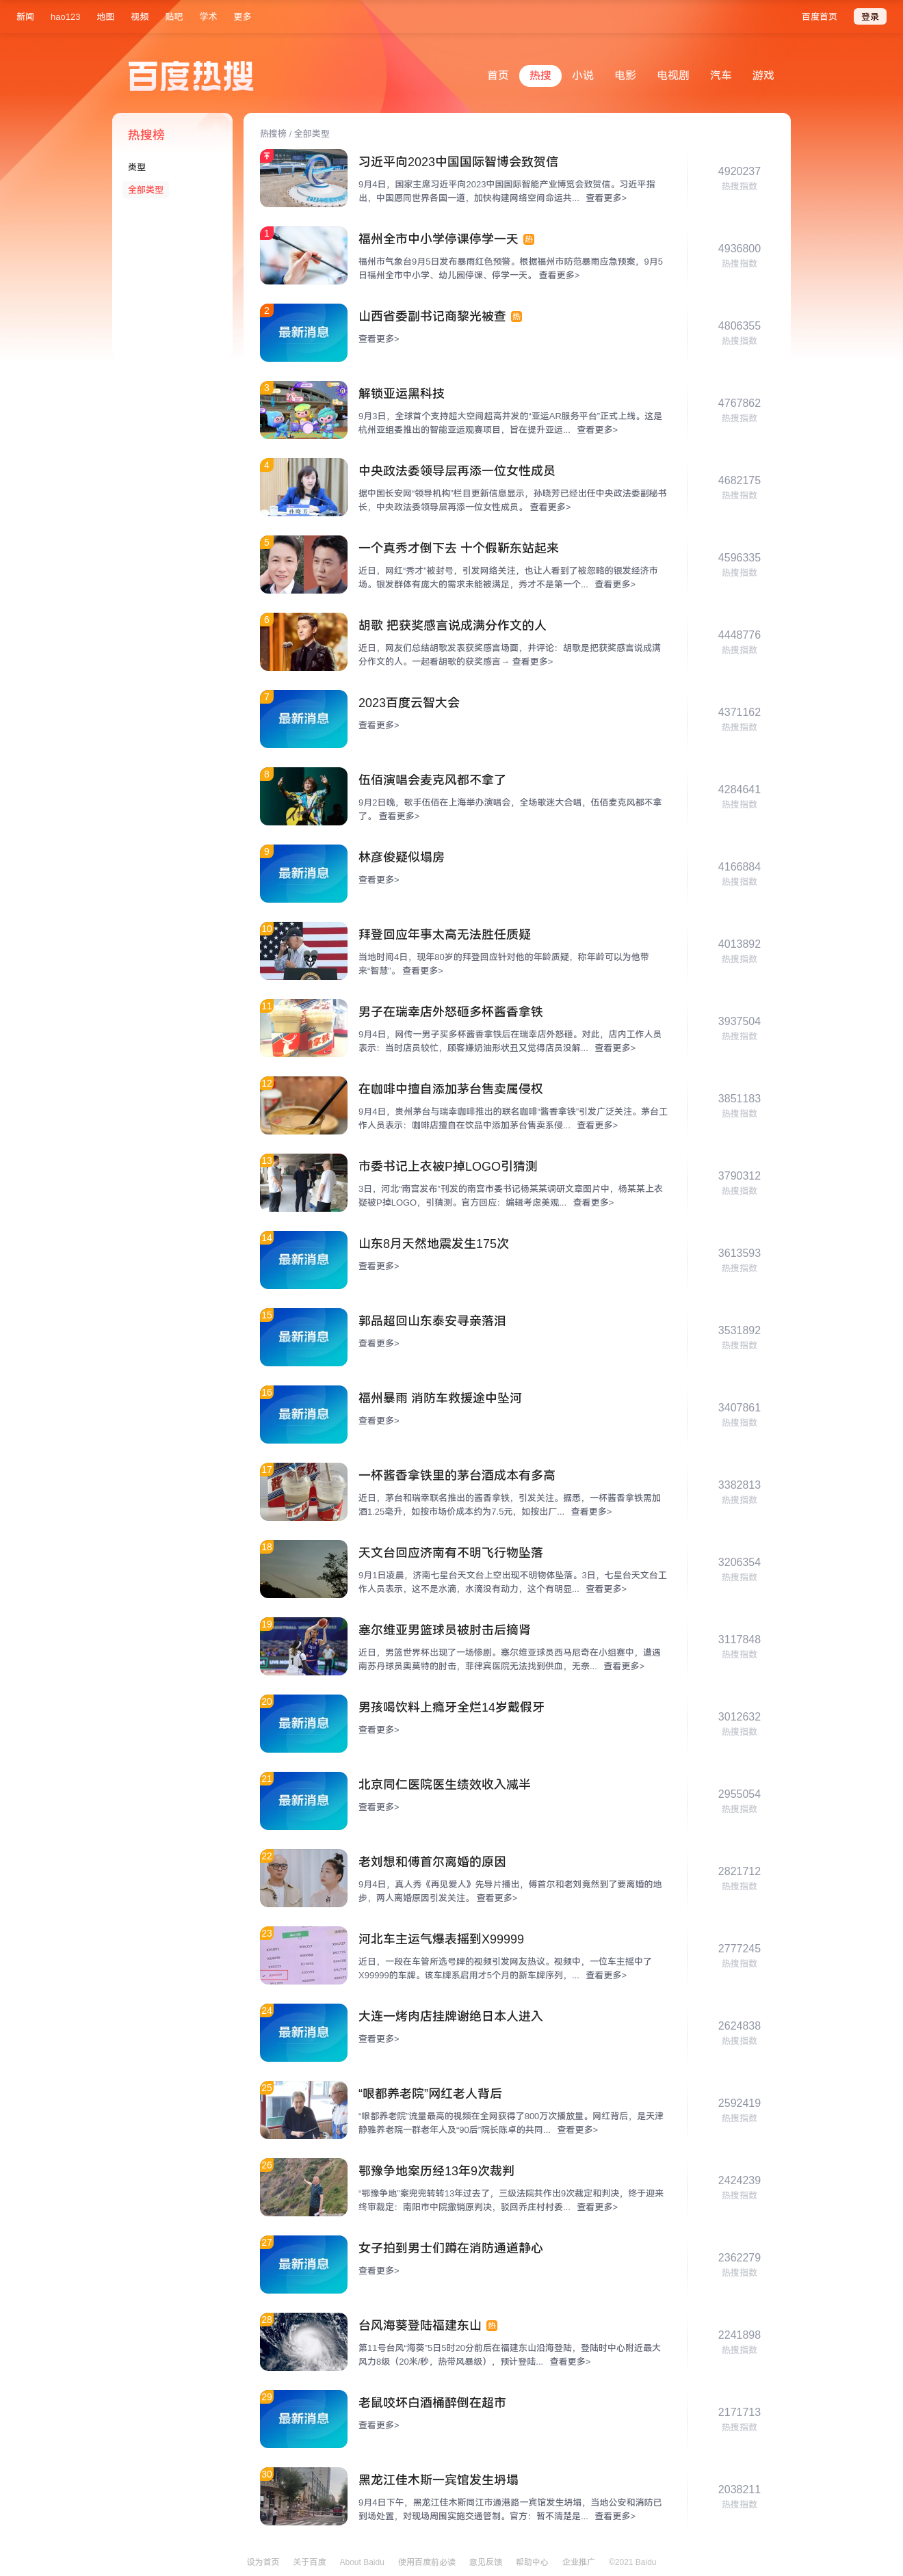 新闻 hao123 地图 视频 贴吧 学术 更多 百度首页 登录
百度热搜
首页 热搜 小说 电影 电视剧 汽车 游戏
热搜榜
类型
全部类型
热搜榜 / 全部类型
习近平向2023中国国际智博会致贺信
9月4日，国家主席习近平向2023中国国际智能产业博览会致贺信。习近平指
出，中国愿同世界各国一道，加快构建网络空间命运共... 查看更多>
4920237
热搜指数
1
福州全市中小学停课停学一天 热
福州市气象台9月5日发布暴雨红色预警。根据福州市防范暴雨应急预案，9月5
日福州全市中小学、幼儿园停课、停学一天。 查看更多>
4936800
热搜指数
2
最新消息
山西省委副书记商黎光被查 热
查看更多>
4806355
热搜指数
3
解锁亚运黑科技
9月3日，全球首个支持超大空间超高并发的“亚运AR服务平台”正式上线。这是
杭州亚组委推出的智能亚运观赛项目，旨在提升亚运... 查看更多>
4767862
热搜指数
4
中央政法委领导层再添一位女性成员
据中国长安网“领导机构”栏目更新信息显示，孙晓芳已经出任中央政法委副秘书
长，中央政法委领导层再添一位女性成员。 查看更多>
4682175
热搜指数
5
一个真秀才倒下去 十个假靳东站起来
近日，网红“秀才”被封号，引发网络关注，也让人看到了被忽略的银发经济市
场。银发群体有庞大的需求未能被满足，秀才不是第一个... 查看更多>
4596335
热搜指数
6
胡歌 把获奖感言说成满分作文的人
近日，网友们总结胡歌发表获奖感言场面，并评论：胡歌是把获奖感言说成满
分作文的人。一起看胡歌的获奖感言→ 查看更多>
4448776
热搜指数
7
最新消息
2023百度云智大会
查看更多>
4371162
热搜指数
8
伍佰演唱会麦克风都不拿了
9月2日晚，歌手伍佰在上海举办演唱会，全场歌迷大合唱，伍佰麦克风都不拿
了。 查看更多>
4284641
热搜指数
9
最新消息
林彦俊疑似塌房
查看更多>
4166884
热搜指数
10
拜登回应年事太高无法胜任质疑
当地时间4日，现年80岁的拜登回应针对他的年龄质疑，称年龄可以为他带
来“智慧”。 查看更多>
4013892
热搜指数
11
男子在瑞幸店外怒砸多杯酱香拿铁
9月4日，网传一男子买多杯酱香拿铁后在瑞幸店外怒砸。对此，店内工作人员
表示：当时店员较忙，顾客嫌奶油形状丑又觉得店员没解... 查看更多>
3937504
热搜指数
12
在咖啡中擅自添加茅台售卖属侵权
9月4日，贵州茅台与瑞幸咖啡推出的联名咖啡“酱香拿铁”引发广泛关注。茅台工
作人员表示：咖啡店擅自在饮品中添加茅台售卖系侵... 查看更多>
3851183
热搜指数
13
市委书记上衣被P掉LOGO引猜测
3日，河北“南宫发布”刊发的南宫市委书记杨某某调研文章图片中，杨某某上衣
疑被P掉LOGO，引猜测。官方回应：编辑考虑美观... 查看更多>
3790312
热搜指数
14
最新消息
山东8月天然地震发生175次
查看更多>
3613593
热搜指数
15
最新消息
郭品超回山东泰安寻亲落泪
查看更多>
3531892
热搜指数
16
最新消息
福州暴雨 消防车救援途中坠河
查看更多>
3407861
热搜指数
17
一杯酱香拿铁里的茅台酒成本有多高
近日，茅台和瑞幸联名推出的酱香拿铁，引发关注。据悉，一杯酱香拿铁需加
酒1.25毫升，如按市场价成本约为7.5元，如按出厂... 查看更多>
3382813
热搜指数
18
天文台回应济南有不明飞行物坠落
9月1日凌晨，济南七星台天文台上空出现不明物体坠落。3日，七星台天文台工
作人员表示，这不是水滴，水滴没有动力，这个有明显... 查看更多>
3206354
热搜指数
19
塞尔维亚男篮球员被肘击后摘肾
近日，男篮世界杯出现了一场惨剧。塞尔维亚球员西马尼奇在小组赛中，遭遇
南苏丹球员奥莫特的肘击，菲律宾医院无法找到供血，无奈... 查看更多>
3117848
热搜指数
20
最新消息
男孩喝饮料上瘾牙全烂14岁戴假牙
查看更多>
3012632
热搜指数
21
最新消息
北京同仁医院医生绩效收入减半
查看更多>
2955054
热搜指数
22
老刘想和傅首尔离婚的原因
9月4日，真人秀《再见爱人》先导片播出，傅首尔和老刘竟然到了要离婚的地
步，两人离婚原因引发关注。 查看更多>
2821712
热搜指数
23
河北车主运气爆表摇到X99999
近日，一段在车管所选号牌的视频引发网友热议。视频中，一位车主摇中了
X99999的车牌。该车牌系启用才5个月的新车牌序列，... 查看更多>
2777245
热搜指数
24
最新消息
大连一烤肉店挂牌谢绝日本人进入
查看更多>
2624838
热搜指数
25
“哏都养老院”网红老人背后
“哏都养老院”流量最高的视频在全网获得了800万次播放量。网红背后，是天津
静雅养老院一群老年人及“90后”院长陈卓的共同... 查看更多>
2592419
热搜指数
26
鄂豫争地案历经13年9次裁判
“鄂豫争地”案兜兜转转13年过去了，三级法院共作出9次裁定和判决，终于迎来
终审裁定：南阳市中院撤销原判决，驳回乔庄村村委... 查看更多>
2424239
热搜指数
27
最新消息
女子拍到男士们蹲在消防通道静心
查看更多>
2362279
热搜指数
28
台风海葵登陆福建东山 热
第11号台风“海葵”5日5时20分前后在福建东山沿海登陆，登陆时中心附近最大
风力8级（20米/秒，热带风暴级），预计登陆... 查看更多>
2241898
热搜指数
29
最新消息
老鼠咬坏白酒桶醉倒在超市
查看更多>
2171713
热搜指数
30
黑龙江佳木斯一宾馆发生坍塌
9月4日下午，黑龙江佳木斯同江市通港路一宾馆发生坍塌，当地公安和消防已
到场处置，对现场周围实施交通管制。官方：暂不清楚是... 查看更多>
2038211
热搜指数
设为首页 关于百度 About Baidu 使用百度前必读 意见反馈 帮助中心 企业推广 ©2021 Baidu